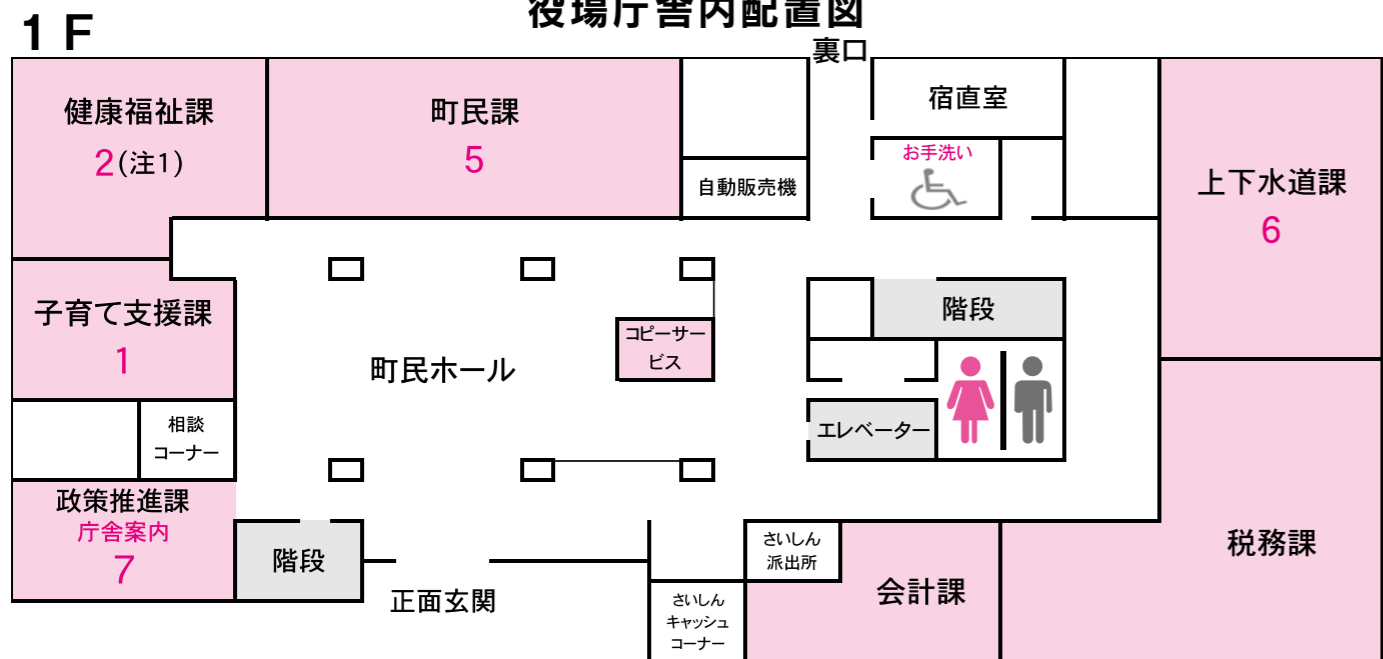 役場庁舎内配置図
1 F
裏口
健康福祉課
2(注1)
町民課
5
自動販売機
宿直室
お手洗い
上下水道課
6
子育て支援課
1
階段
コピーサー
ビス
町民ホール
エレベーター
相談
コーナー
政策推進課
庁舎案内
7
階段
正面玄関
さいしん
派出所
さいしん
キャッシュ
コーナー
会計課
税務課